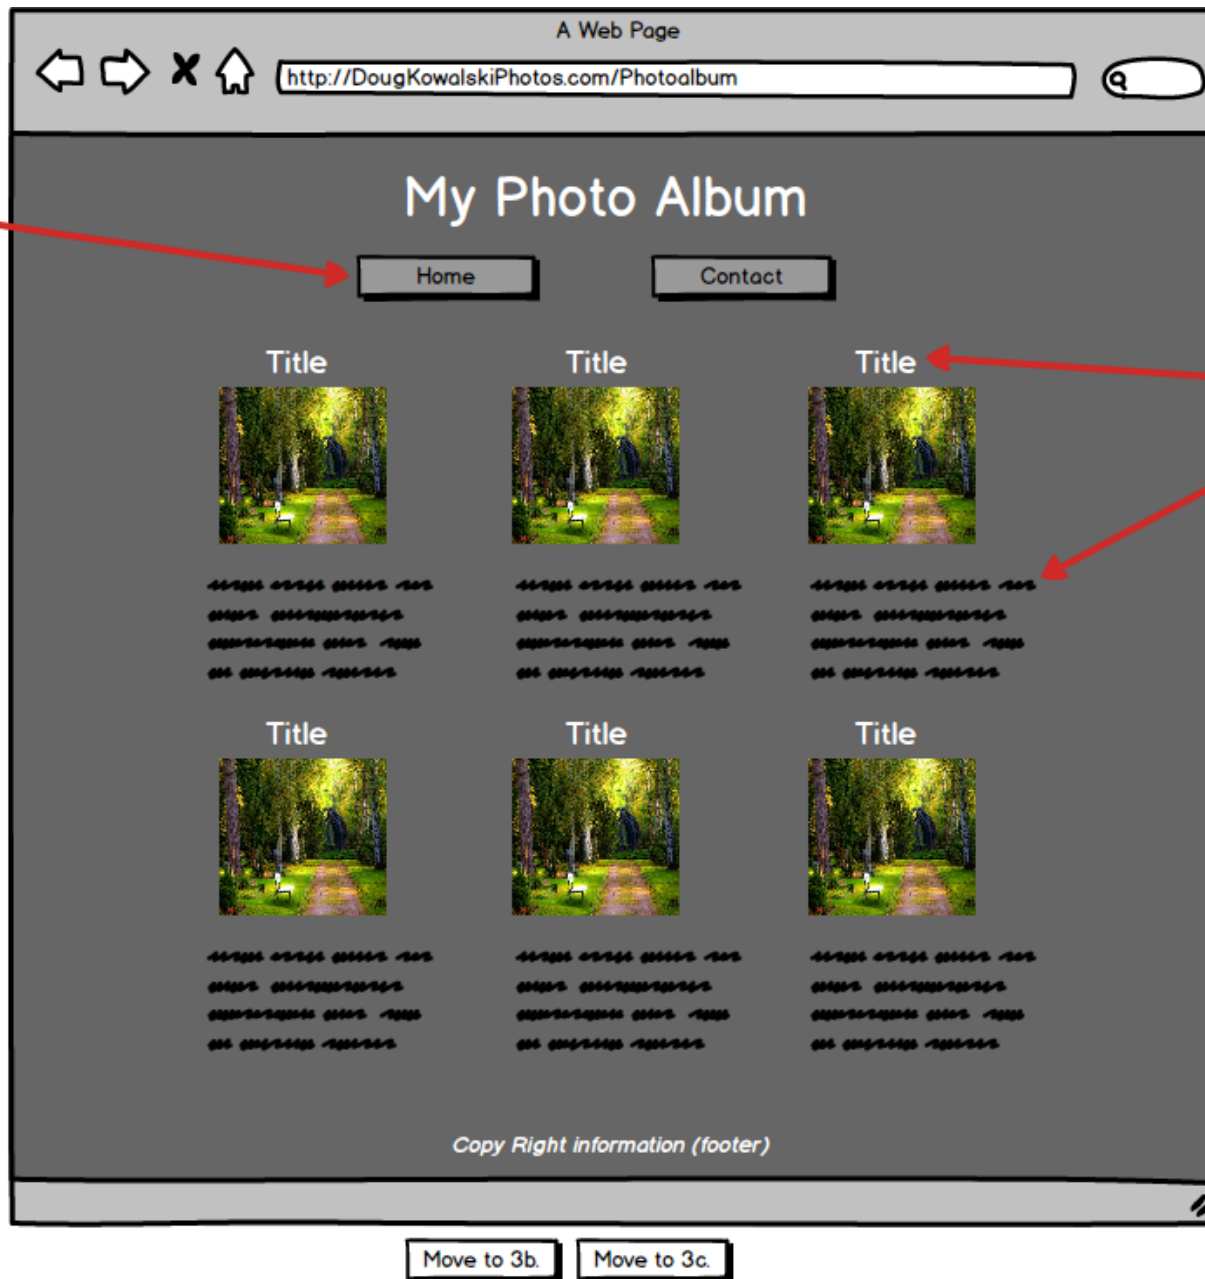 A Web Page
http://DougKowalskiPhotos.com/Photoalbum
My Photo Album
Home Contact
Title Title Title
Title Title Title
Copy Right information (footer)
Move to 3b. Move to 3c.